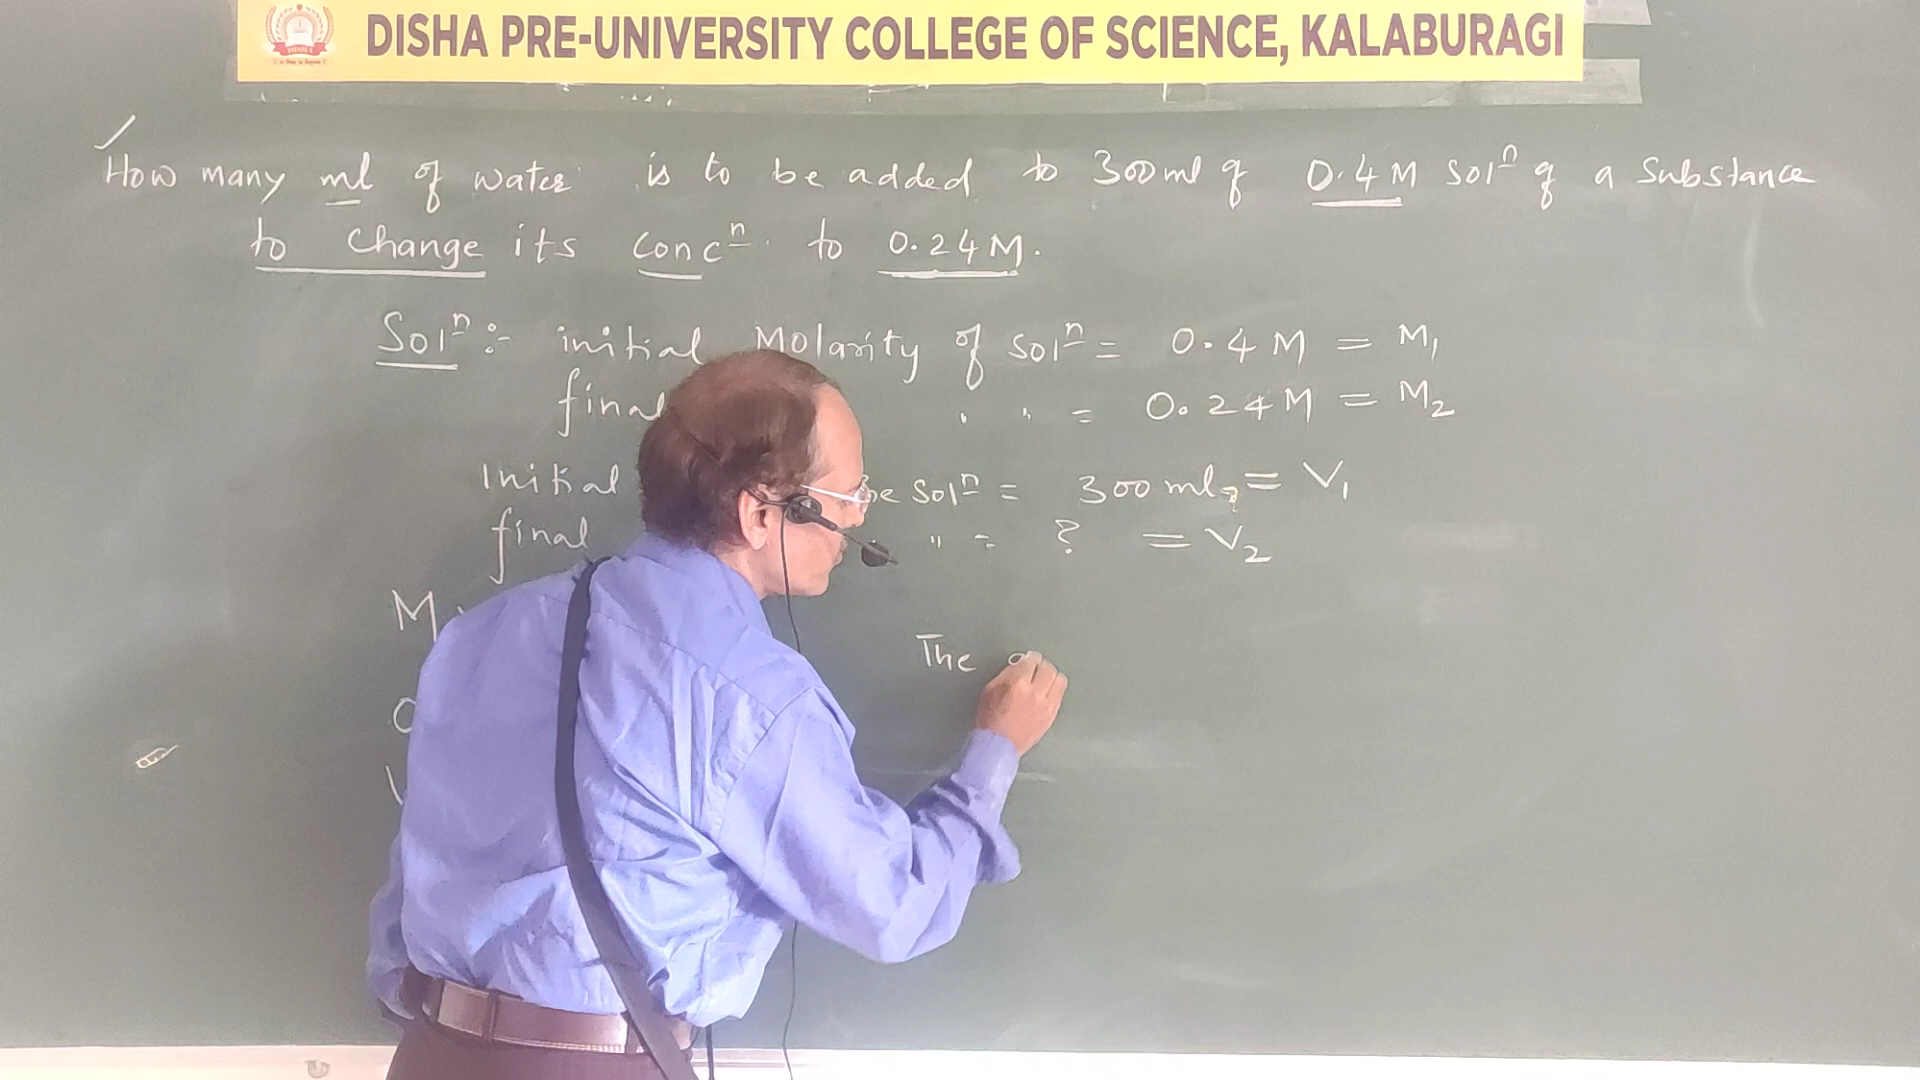 DISHA PRE-UNIVERSITY COLLEGE OF SCIENCE, KALABURAGI
How many ml of water is to be added to 300ml of 0.4M Solⁿ of a Substance
to change its concⁿ. to 0.24M.
Solⁿ:- initial Molarity of Solⁿ = 0.4M = M₁
final " " = 0.24M = M₂
Initial Solⁿ = 300ml = V₁
final " = ? = V₂
M
The